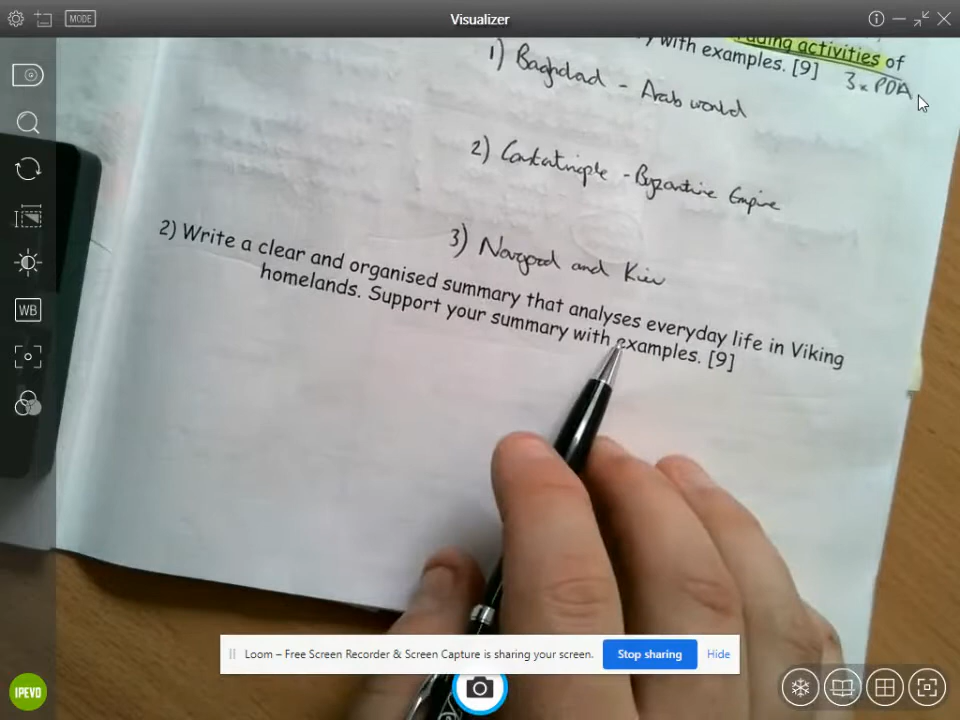 MODE
Visualizer
activities of
with examples. [9]
3 x PDA
1) Baghdad - Arab world
2) - Byzantine Empire
3) Novgorod and Kiev
2) Write a clear and organised summary that analyses everyday life in Viking
homelands. Support your summary with examples. [9]
WB
Loom – Free Screen Recorder & Screen Capture is sharing your screen.
Stop sharing
Hide
IPEVO